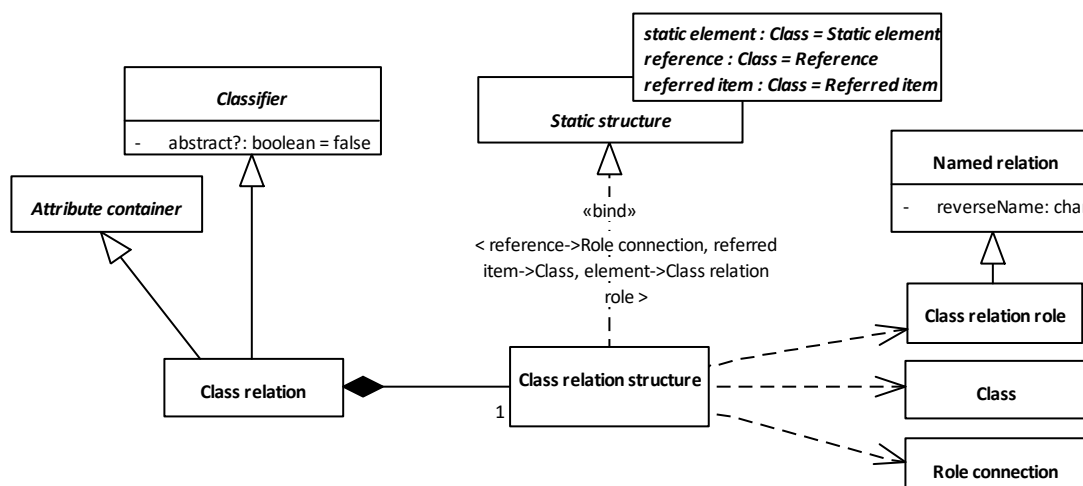 static element : Class = Static element
reference : Class = Reference
referred item : Class = Referred item
Classifier
- abstract?: boolean = false
Static structure
Named relation
- reverseName: char
Attribute container
«bind»
< reference->Role connection, referred
item->Class, element->Class relation
role >
Class relation role
Class relation
1
Class relation structure
Class
Role connection